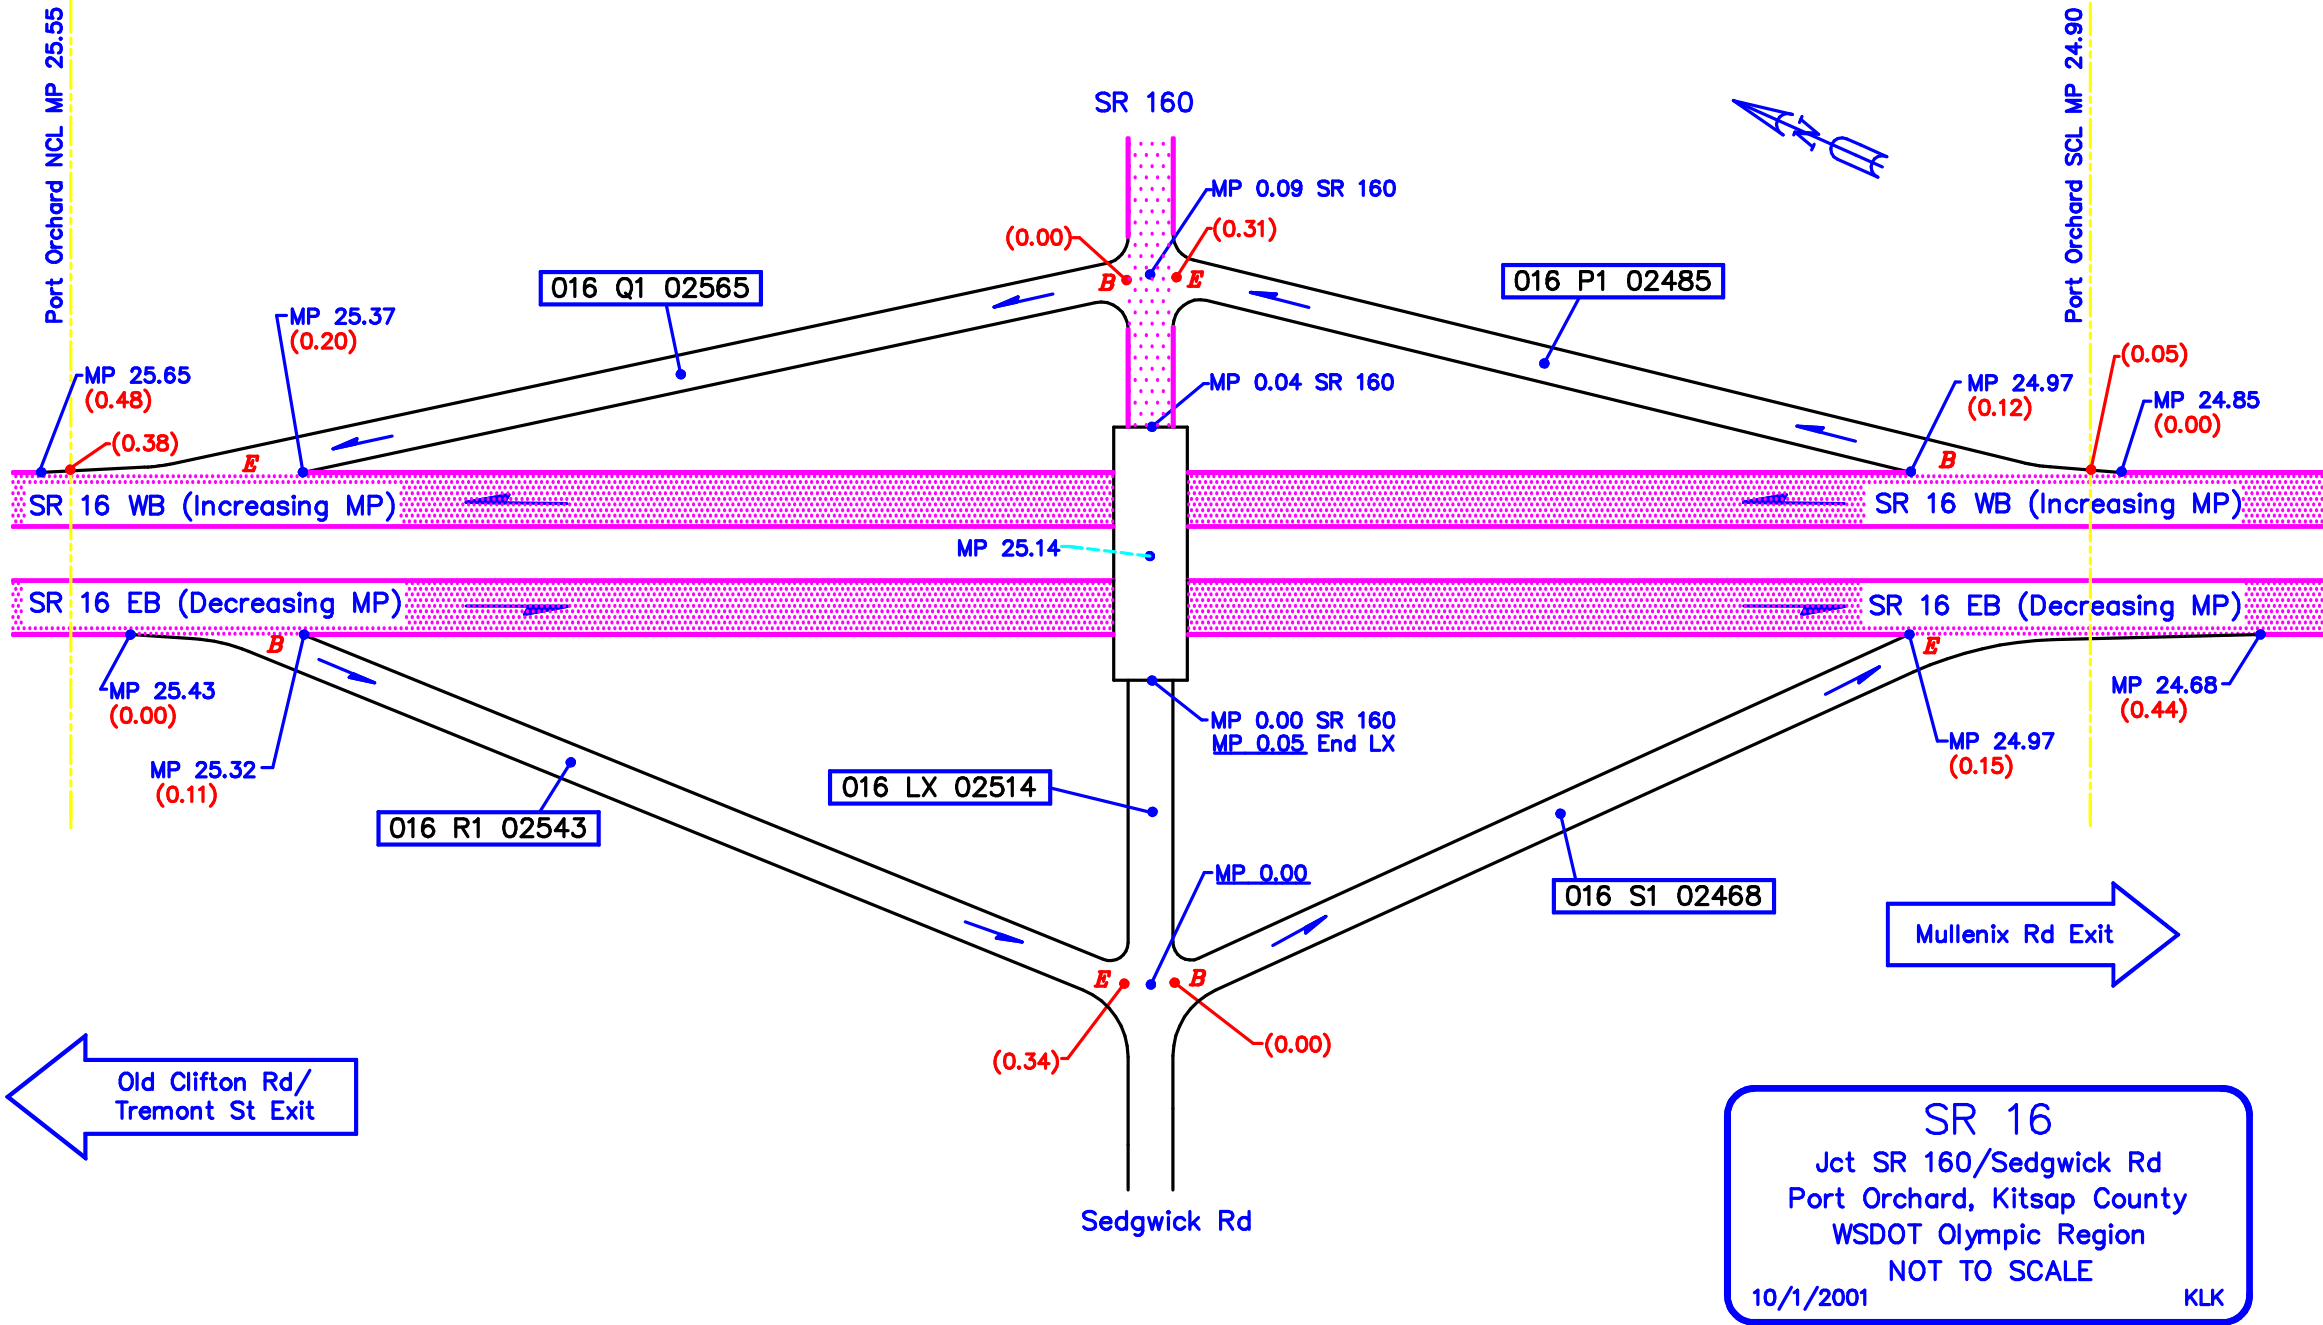 Port Orchard NCL MP 25.55
Port Orchard SCL MP 24.90
SR 160
MP 0.09 SR 160
(0.31)
(0.00)
B
E
016 Q1 02565
016 P1 02485
MP 25.37
(0.20)
MP 25.65
(0.48)
(0.38)
E
MP 0.04 SR 160
MP 24.97
(0.12)
(0.05)
MP 24.85
(0.00)
B
N
SR 16 WB (Increasing MP)
SR 16 WB (Increasing MP)
MP 25.14
SR 16 EB (Decreasing MP)
SR 16 EB (Decreasing MP)
B
E
MP 25.43
(0.00)
MP 25.32
(0.11)
MP 24.68
(0.44)
MP 24.97
(0.15)
MP 0.00 SR 160
MP 0.05 End LX
016 LX 02514
016 R1 02543
MP 0.00
016 S1 02468
E
B
(0.34)
(0.00)
Mullenix Rd Exit
Old Clifton Rd/
Tremont St Exit
Sedgwick Rd
SR 16
Jct SR 160/Sedgwick Rd
Port Orchard, Kitsap County
WSDOT Olympic Region
NOT TO SCALE
10/1/2001
KLK